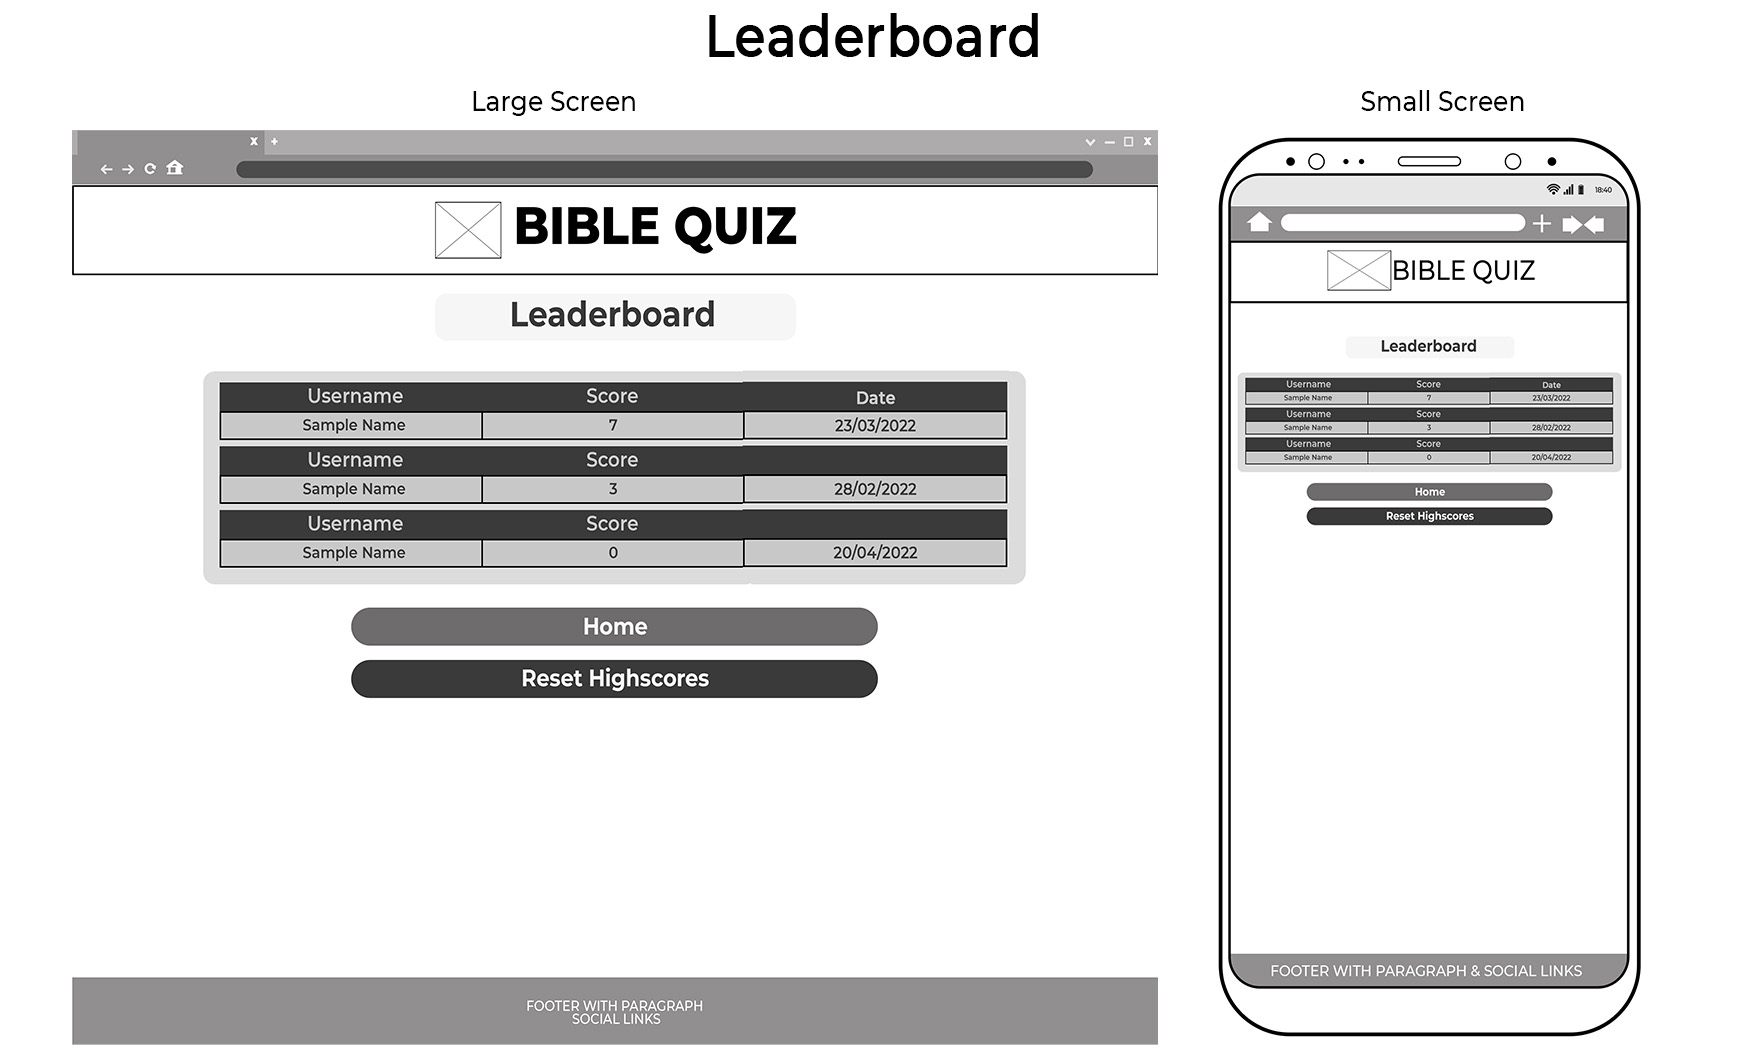 Leaderboard
Large Screen
x +
x
BIBLE QUIZ
Leaderboard
Username Score Date
Sample Name 7 23/03/2022
Username Score
Sample Name 3 28/02/2022
Username Score
Sample Name 0 20/04/2022
Home
Reset Highscores
FOOTER WITH PARAGRAPH
SOCIAL LINKS
Small Screen
18:40
BIBLE QUIZ
Leaderboard
Username Score Date
Sample Name 7 23/03/2022
Username Score
Sample Name 3 28/02/2022
Username Score
Sample Name 0 20/04/2022
Home
Reset Highscores
FOOTER WITH PARAGRAPH & SOCIAL LINKS